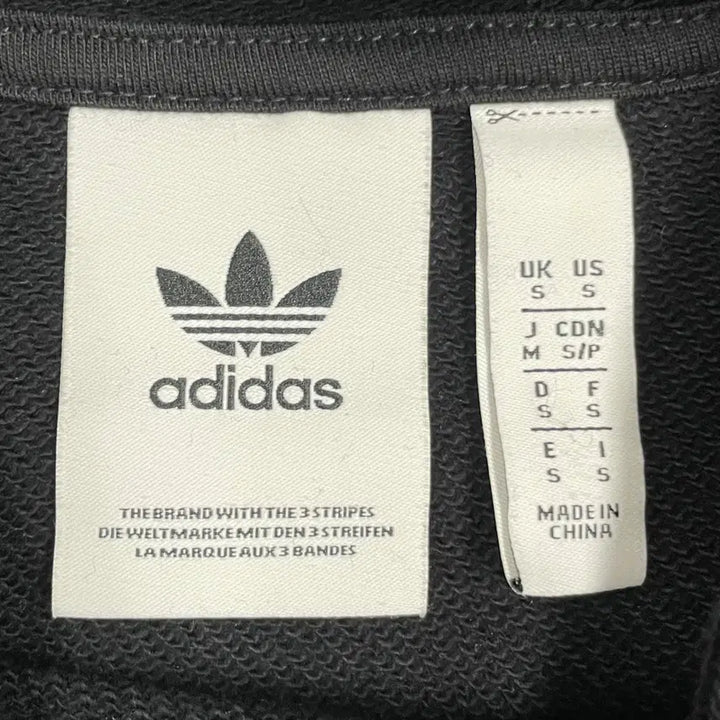 adidas
THE BRAND WITH THE 3 STRIPES
DIE WELTMARKE MIT DEN 3 STREIFEN
LA MARQUE AUX 3 BANDES
UK US
S S
J CDN
M S/P
D F
S S
E I
S S
MADE IN
CHINA